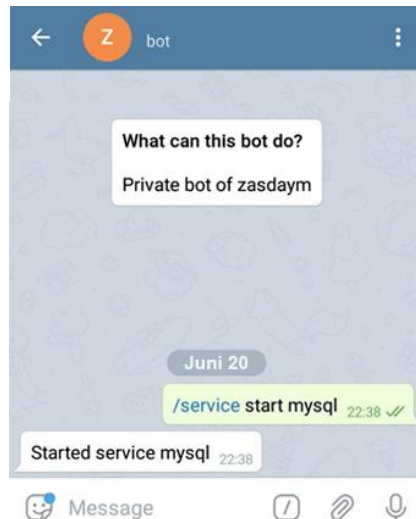 Z
bot
What can this bot do?
Private bot of zasdaym
Juni 20
/service start mysql 22:38
Started service mysql 22:38
Message